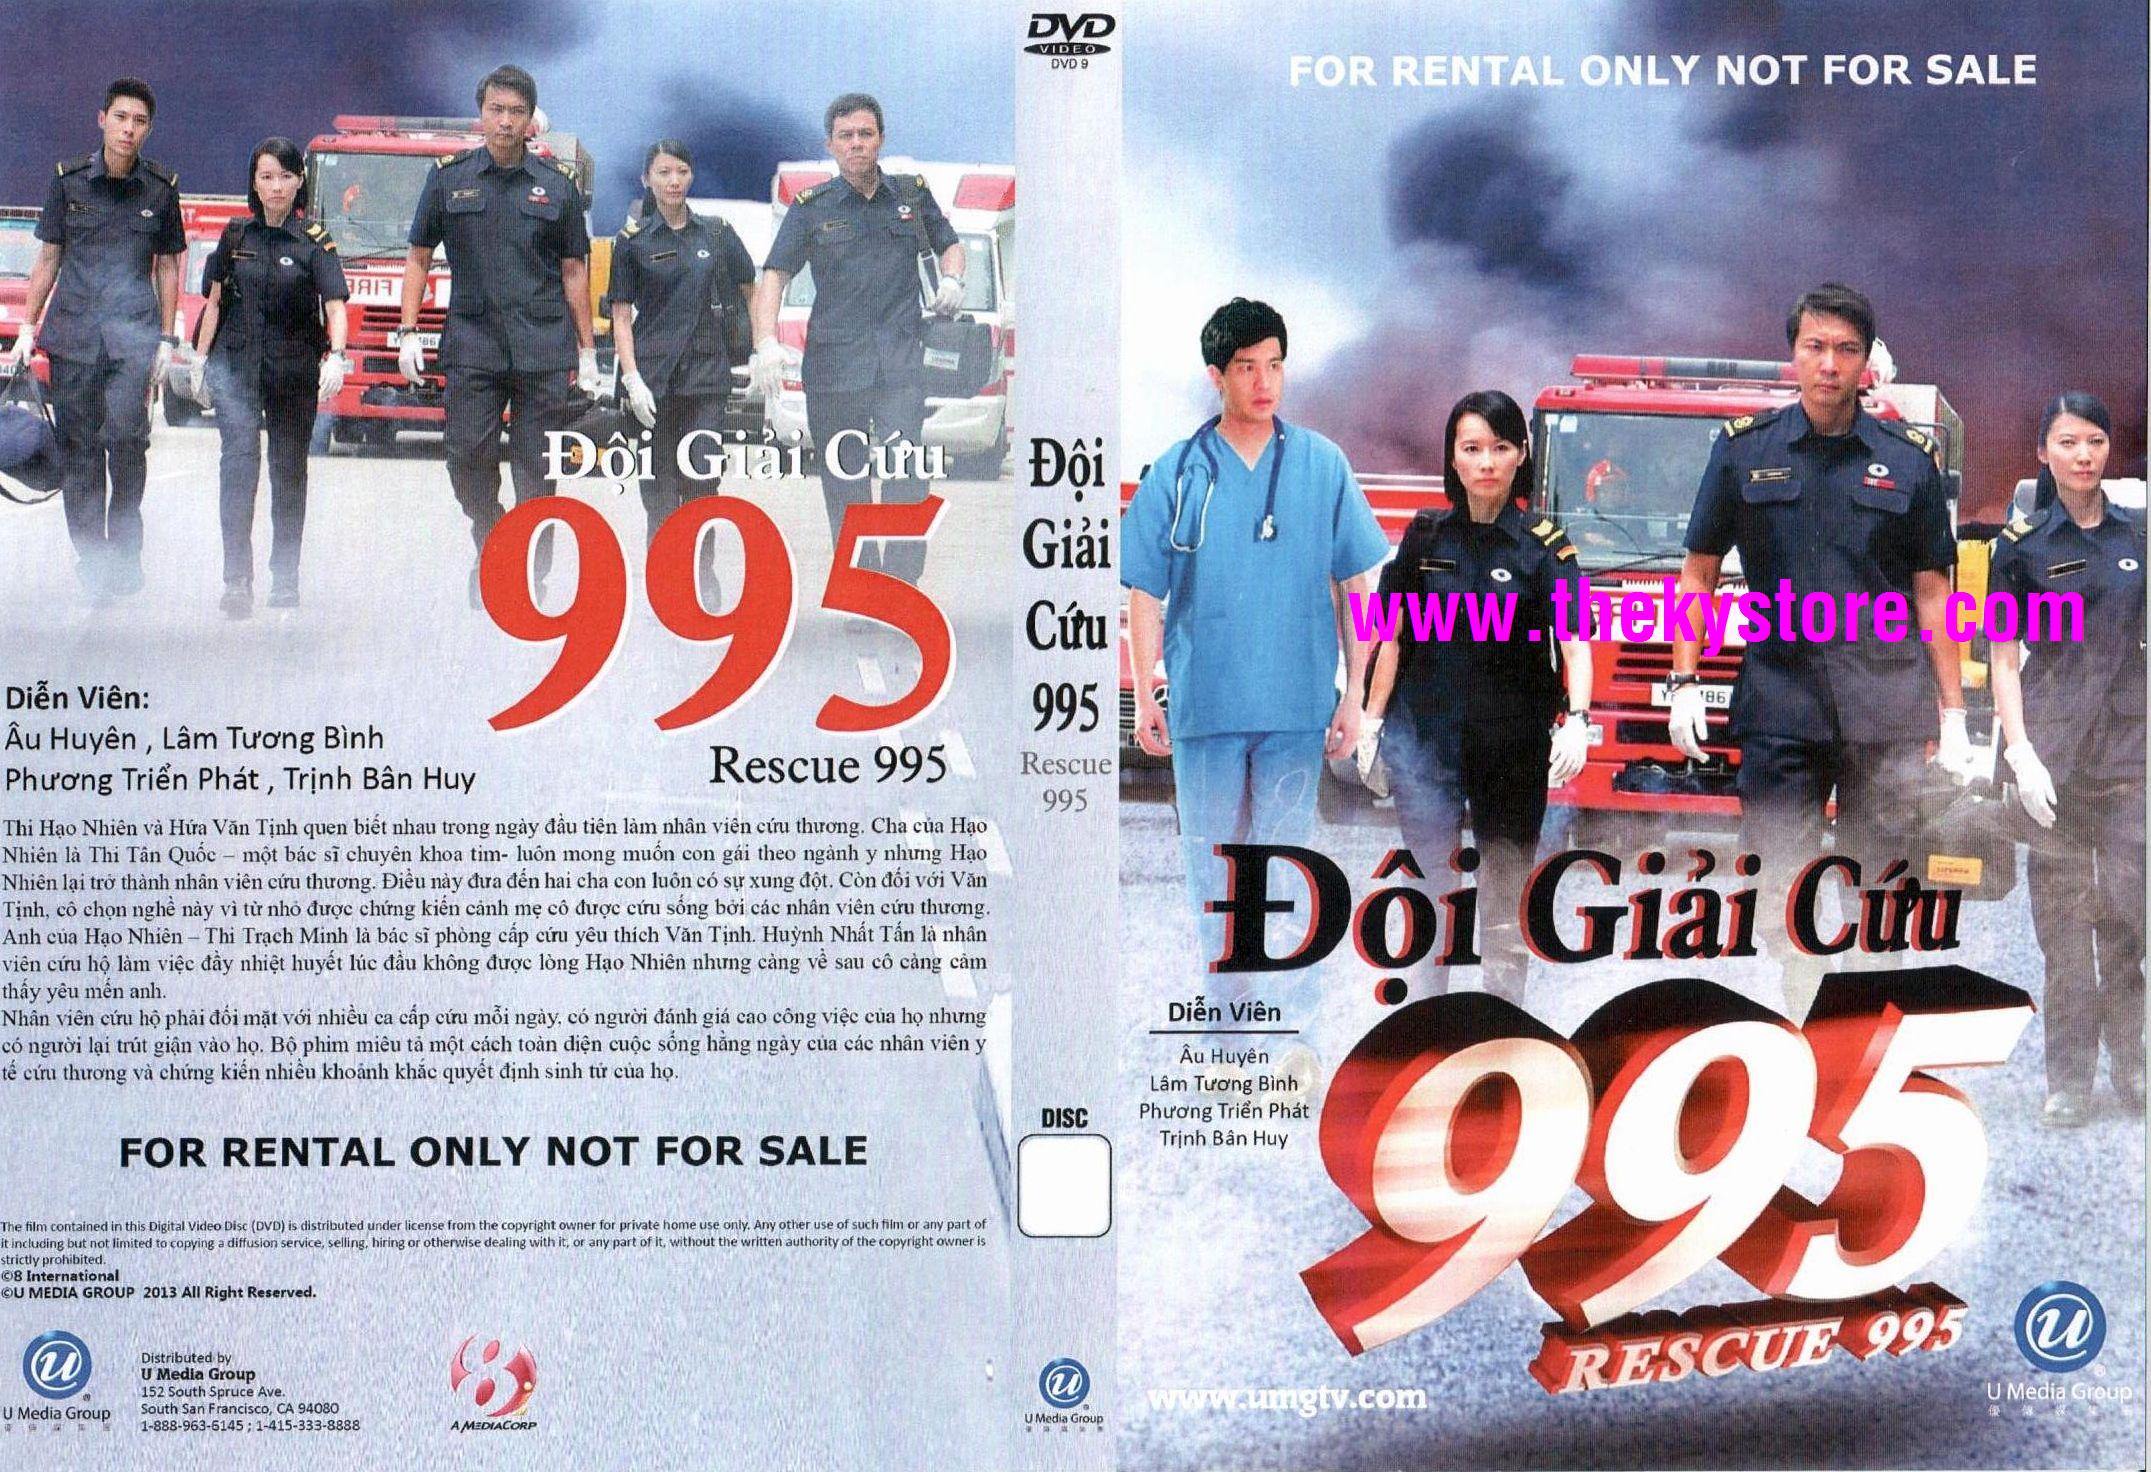 Đội Giải Cứu
995
Rescue 995
Diễn Viên:
Âu Huyên , Lâm Tương Bình
Phương Triển Phát , Trịnh Bân Huy
Thi Hạo Nhiên và Hứa Văn Tịnh quen biết nhau trong ngày đầu tiên làm nhân viên cứu thương. Cha của Hạo
Nhiên là Thi Tân Quốc – một bác sĩ chuyên khoa tim- luôn mong muốn con gái theo ngành y nhưng Hạo
Nhiên lại trở thành nhân viên cứu thương. Điều này đưa đến hai cha con luôn có sự xung đột. Còn đối với Văn
Tịnh, cô chọn nghề này vì từ nhỏ được chứng kiến cảnh mẹ cô được cứu sống bởi các nhân viên cứu thương.
Anh của Hạo Nhiên – Thi Trạch Minh là bác sĩ phòng cấp cứu yêu thích Văn Tịnh. Huỳnh Nhất Tấn là nhân
viên cứu hộ làm việc đầy nhiệt huyết lúc đầu không được lòng Hạo Nhiên nhưng càng về sau cô càng cảm
thấy yêu mến anh.
Nhân viên cứu hộ phải đối mặt với nhiều ca cấp cứu mỗi ngày, có người đánh giá cao công việc của họ nhưng
có người lại trút giận vào họ. Bộ phim miêu tả một cách toàn diện cuộc sống hằng ngày của các nhân viên y
tế cứu thương và chứng kiến nhiều khoảnh khắc quyết định sinh tử của họ.
FOR RENTAL ONLY NOT FOR SALE
The film contained in this Digital Video Disc (DVD) is distributed under license from the copyright owner for private home use only. Any other use of such film or any part of
it including but not limited to copying a diffusion service, selling, hiring or otherwise dealing with it, or any part of it, without the written authority of the copyright owner is
strictly prohibited.
©8 International
©U MEDIA GROUP 2013 All Right Reserved.
U Media Group
Distributed by
U Media Group
152 South Spruce Ave.
South San Francisco, CA 94080
1-888-963-6145 ; 1-415-333-8888
A MEDIACORP
DVD
VIDEO
DVD 9
Đội
Giải
Cứu
995
Rescue
995
DISC
U Media Group
FOR RENTAL ONLY NOT FOR SALE
FIRE
www.thekystore.com
Đội Giải Cứu
995
RESCUE 995
Diễn Viên
Âu Huyên
Lâm Tương Bình
Phương Triển Phát
Trịnh Bân Huy
www.umgtv.com
U Media Group